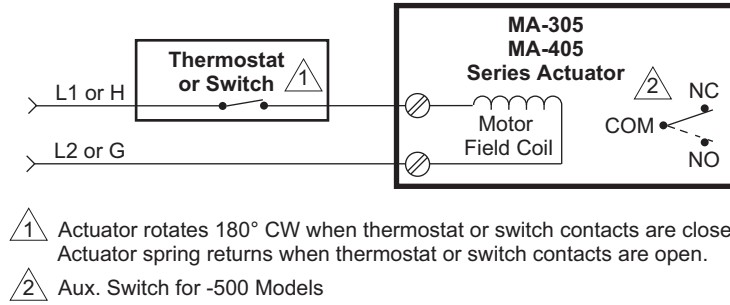 MA-305
MA-405
Series Actuator
Thermostat
or Switch
1
L1 or H
2
NC
COM
NO
Motor
Field Coil
L2 or G
1 Actuator rotates 180° CW when thermostat or switch contacts are close
Actuator spring returns when thermostat or switch contacts are open.
2 Aux. Switch for -500 Models